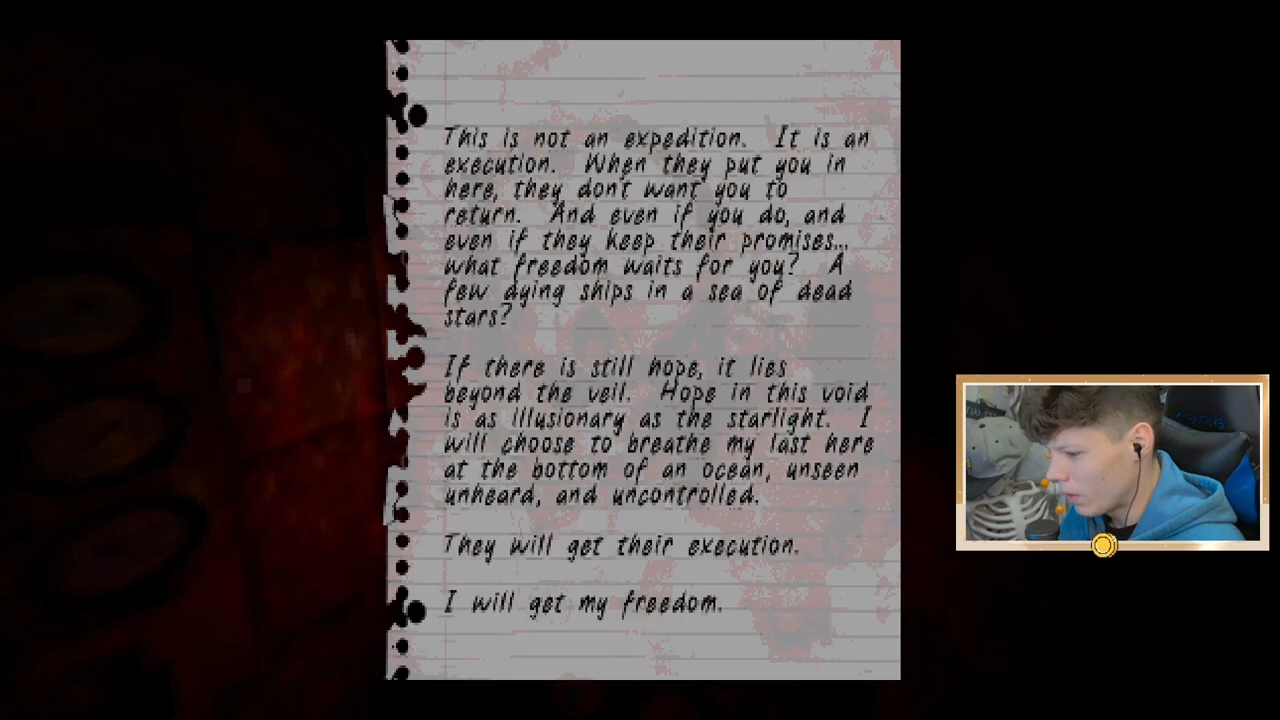 This is not an expedition. It is an
execution. When they put you in
here, they don't want you to
return. And even if you do, and
even if they keep their promises...
what freedom waits for you? A
few dying ships in a sea of dead
stars?
If there is still hope, it lies
beyond the veil. Hope in this void
is as illusionary as the starlight. I
will choose to breathe my last here
at the bottom of an ocean, unseen
unheard, and uncontrolled.
They will get their execution.
I will get my freedom.